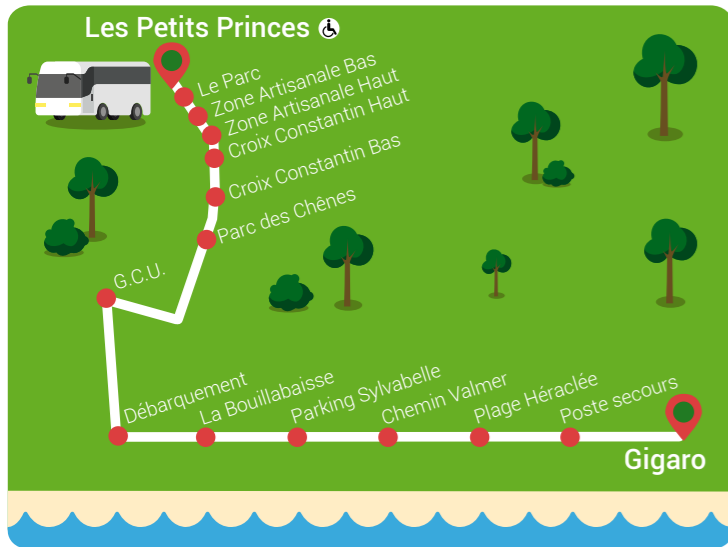 Les Petits Princes
Le Parc
Zone Artisanale Bas
Zone Artisanale Haut
Croix Constantin Haut
Croix Constantin Bas
Parc des Chênes
G.C.U.
Débarquement
La Bouillabaisse
Parking Sylvabelle
Chemin Valmer
Plage Héraclée
Poste secours
Gigaro